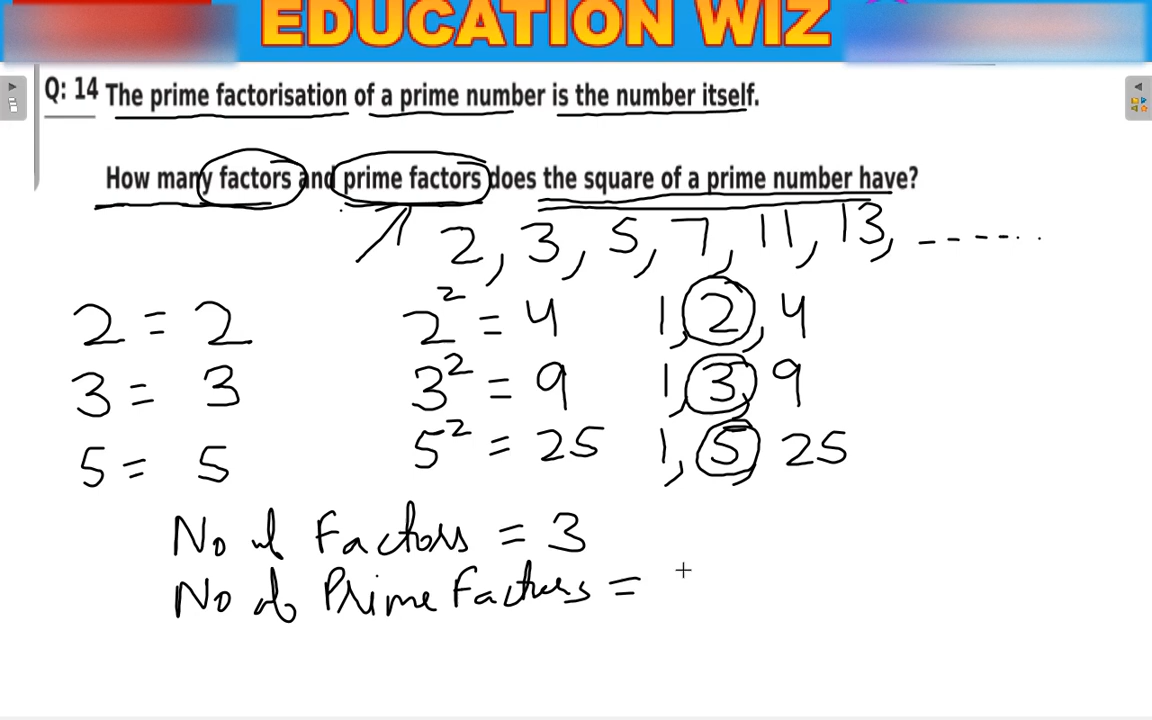 EDUCATION WIZ
Q: 14 The prime factorisation of a prime number is the number itself.
How many factors and prime factors does the square of a prime number have?
2, 3, 5, 7, 11, 13, ------..
2 = 2 2² = 4 1, 2, 4
3 = 3 3² = 9 1, 3, 9
5 = 5 5² = 25 1, 5, 25
No of Factors = 3
No of Prime Factors =